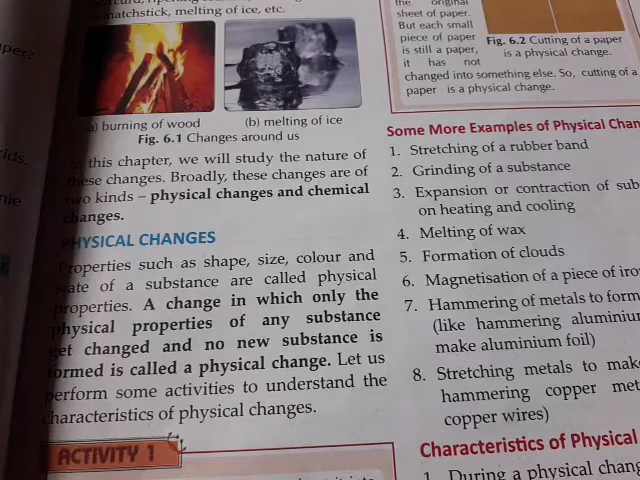 matchstick, melting of ice, etc.
a) burning of wood
(b) melting of ice
Fig. 6.1 Changes around us
this chapter, we will study the nature of
these changes. Broadly, these changes are of
two kinds – physical changes and chemical
changes.
PHYSICAL CHANGES
Properties such as shape, size, colour and
state of a substance are called physical
properties. A change in which only the
physical properties of any substance
get changed and no new substance is
formed is called a physical change. Let us
perform some activities to understand the
characteristics of physical changes.
ACTIVITY 1
the original
sheet of paper.
But each small
piece of paper
is still a paper,
it has not
changed into something else. So, cutting of a
paper is a physical change.
Fig. 6.2 Cutting of a paper
is a physical change.
Some More Examples of Physical Chan
1. Stretching of a rubber band
2. Grinding of a substance
3. Expansion or contraction of sub
on heating and cooling
4. Melting of wax
5. Formation of clouds
6. Magnetisation of a piece of iro
7. Hammering of metals to form
(like hammering aluminiu
make aluminium foil)
8. Stretching metals to mak
hammering copper met
copper wires)
Characteristics of Physical
1. During a physical chang